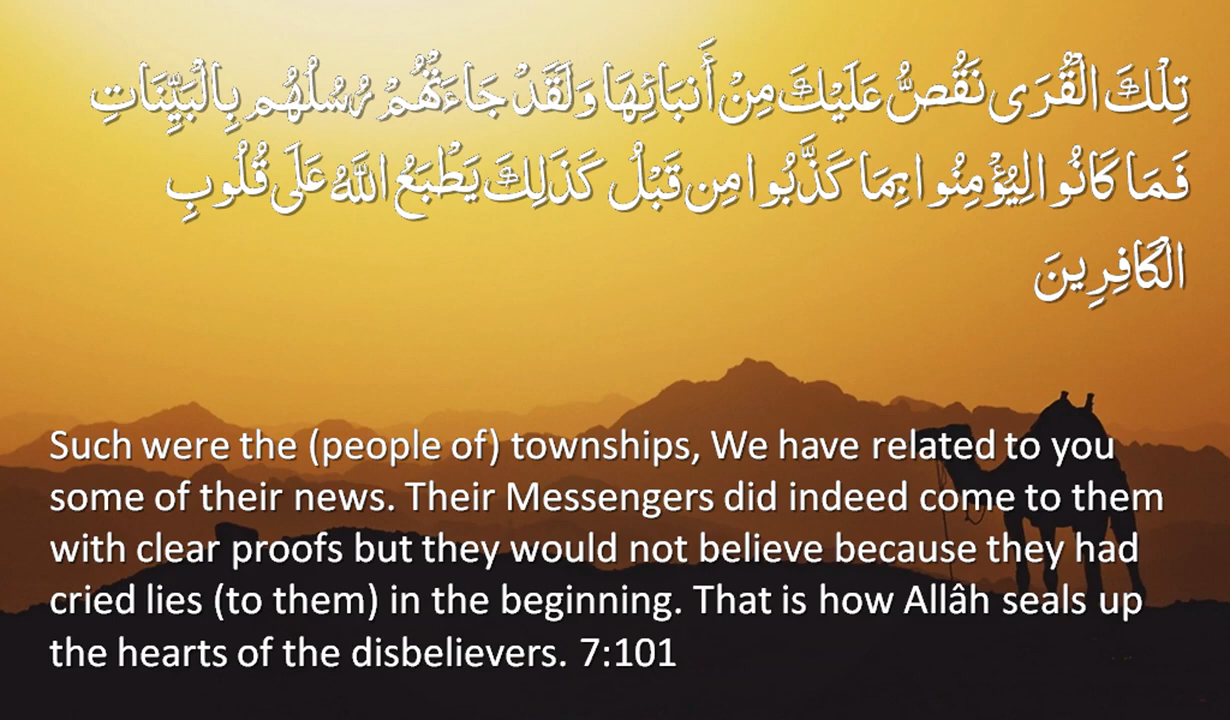 تِلْكَ الْقُرَى نَقُصُّ عَلَيْكَ مِنْ أَنبَائِهَا وَلَقَدْ جَاءَتْهُمْ رُسُلُهُم بِالْبَيِّنَاتِ
فَمَا كَانُوا لِيُؤْمِنُوا بِمَا كَذَّبُوا مِن قَبْلُ كَذَلِكَ يَطْبَعُ اللَّهُ عَلَى قُلُوبِ
الْكَافِرِينَ
Such were the (people of) townships, We have related to you
some of their news. Their Messengers did indeed come to them
with clear proofs but they would not believe because they had
cried lies (to them) in the beginning. That is how Allâh seals up
the hearts of the disbelievers. 7:101